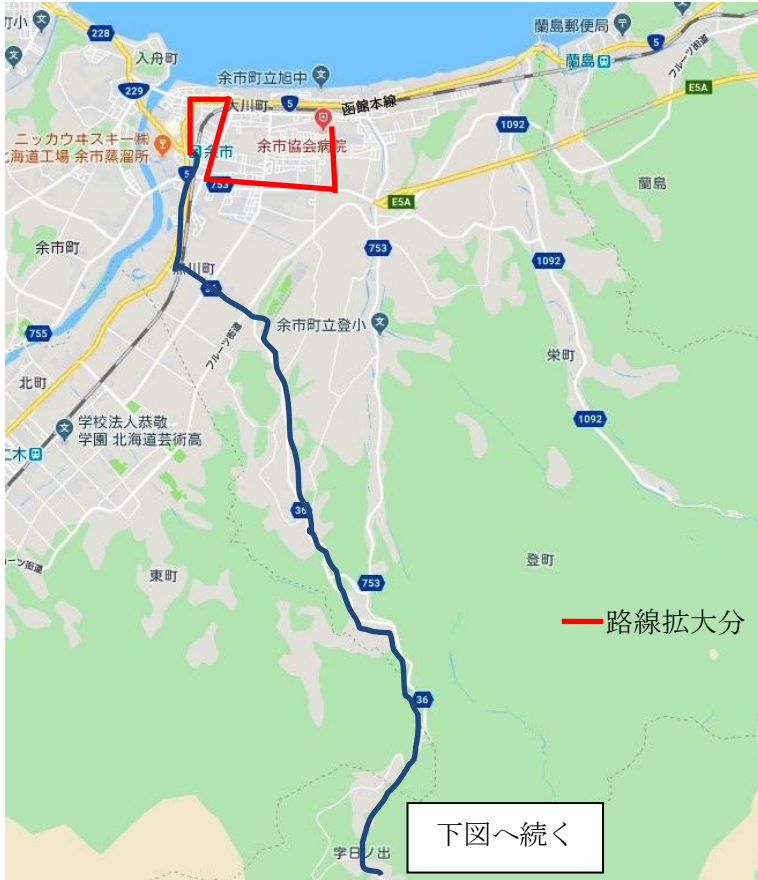 町小
228
入舟町
蘭島郵便局
5
蘭島
フルーツ街道
余市町立旭中
229
大川町
5
函館本線
E5A
ニッカウヰスキー㈱
北海道工場 余市蒸溜所
余市
余市協会病院
1092
5
753
蘭島
E5A
余市町
753
1092
黒川町
755
フルーツ街道
余市町立登小
栄町
北町
学校法人恭敬
学園 北海道芸術高
1092
仁木
36
登町
ルーツ街道
東町
753
路線拡大分
36
下図へ続く
字日ノ出